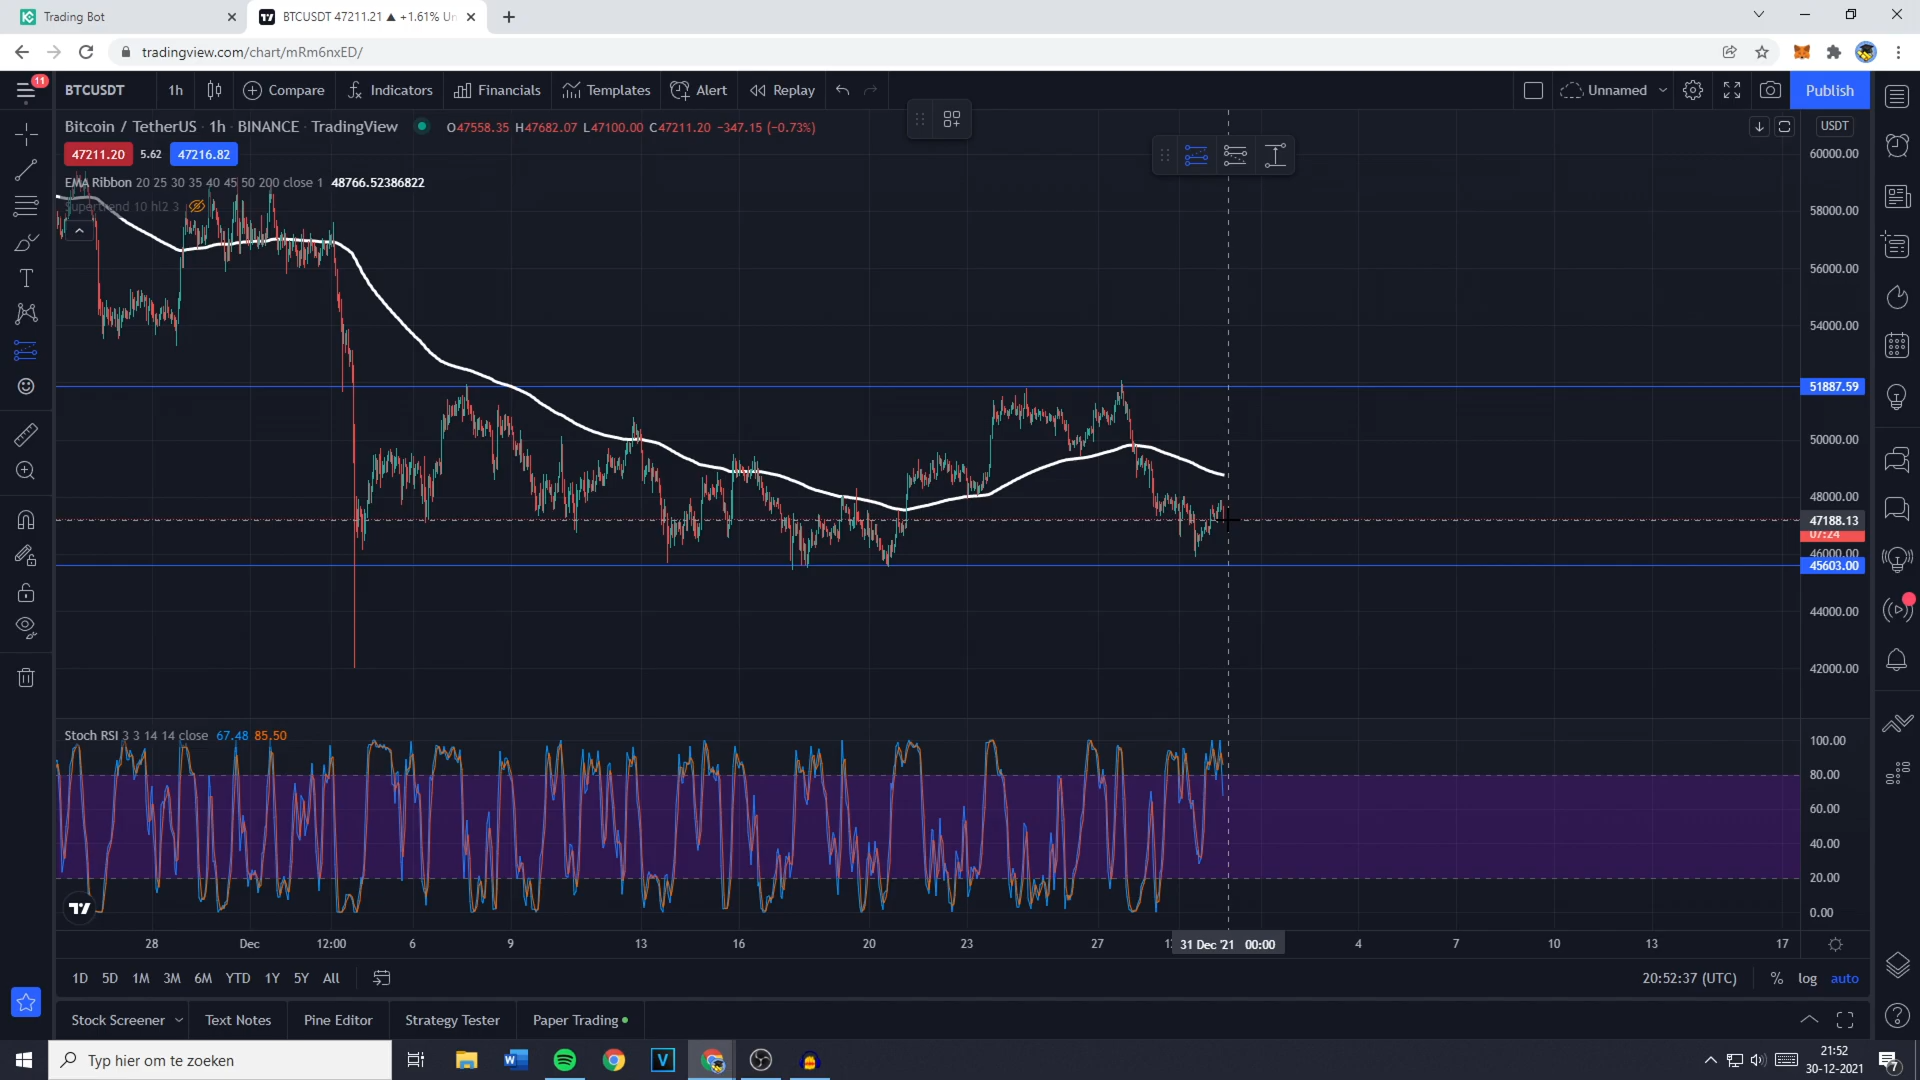 Trading Bot
BTCUSDT 47211.21 ▲ +1.61% Un
tradingview.com/chart/mRm6nxED/
11
BTCUSDT 1h Compare Indicators Financials Templates Alert Replay Unnamed Publish
Bitcoin / TetherUS · 1h · BINANCE · TradingView O47558.35 H47682.07 L47100.00 C47211.20 −347.15 (−0.73%) USDT
47211.20 5.62 47216.82
EMA Ribbon 20 25 30 35 40 45 50 200 close 1 48766.52386822
Supertrend 10 hl2 3
60000.00
58000.00
56000.00
54000.00
51887.59
50000.00
48000.00
47188.13
07:24
46000.00
45603.00
44000.00
42000.00
Stoch RSI 3 3 14 14 close 67.48 85.50
100.00
80.00
60.00
40.00
20.00
0.00
28 Dec 12:00 6 9 13 16 20 23 27 31 Dec '21 00:00 4 7 10 13 17
1D 5D 1M 3M 6M YTD 1Y 5Y All 20:52:37 (UTC) % log auto
Stock Screener Text Notes Pine Editor Strategy Tester Paper Trading
Typ hier om te zoeken
21:52
30-12-2021
7